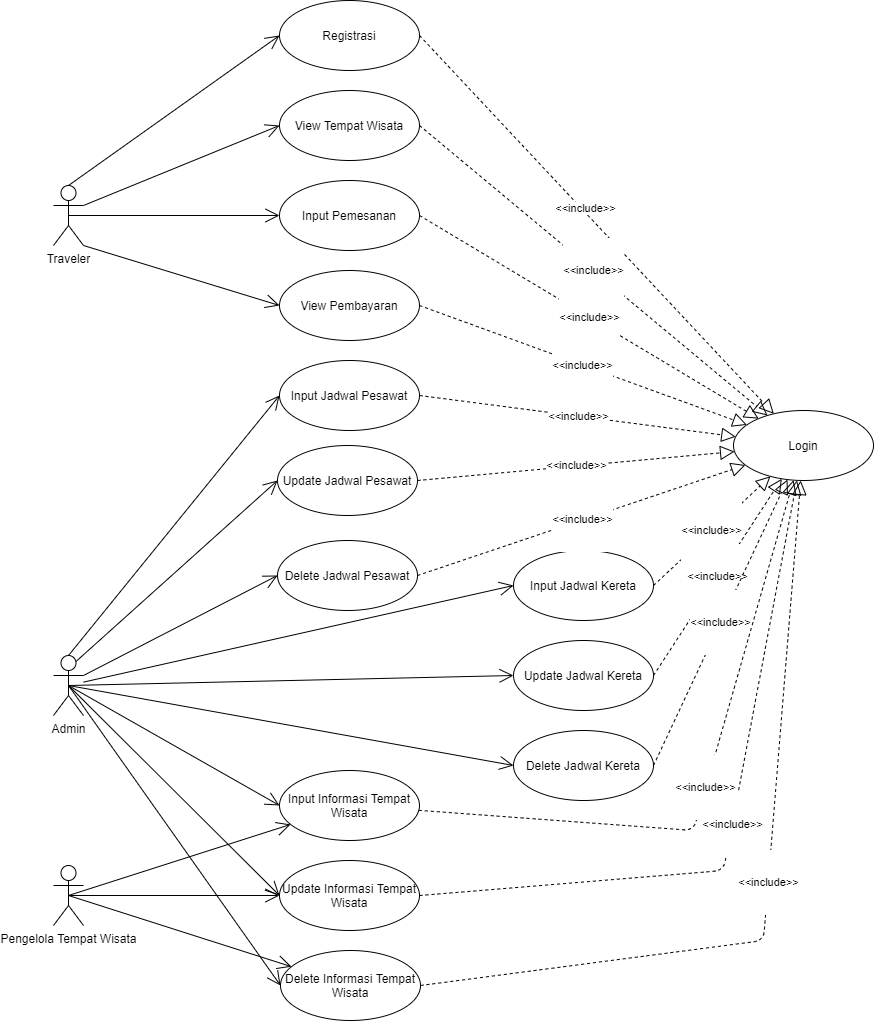 Registrasi
View Tempat Wisata
<<include>>
Input Pemesanan
Traveler
<<include>>
View Pembayaran
<<include>>
<<include>>
Input Jadwal Pesawat
<<include>>
Login
Update Jadwal Pesawat
<<include>>
Delete Jadwal Pesawat
<<include>>
<<include>>
Input Jadwal Kereta
<<include>>
<<include>>
Update Jadwal Kereta
Admin
Delete Jadwal Kereta
Input Informasi Tempat
Wisata
<<include>>
<<include>>
Update Informasi Tempat
Wisata
<<include>>
Pengelola Tempat Wisata
Delete Informasi Tempat
Wisata